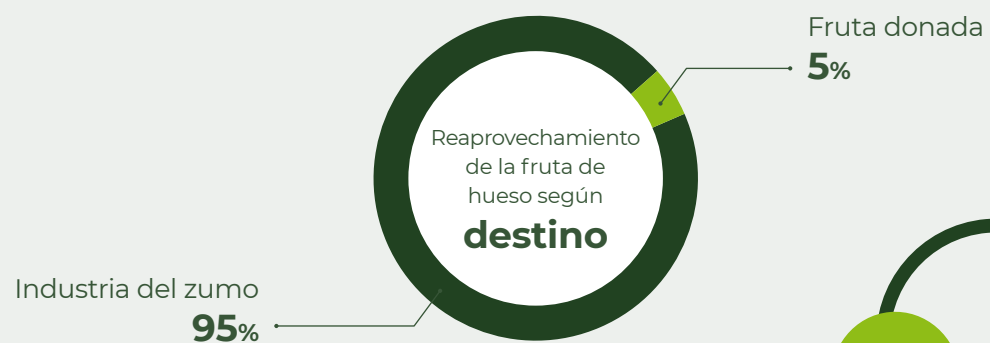 Fruta donada
5%
Reaprovechamiento
de la fruta de
hueso según
destino
Industria del zumo
95%